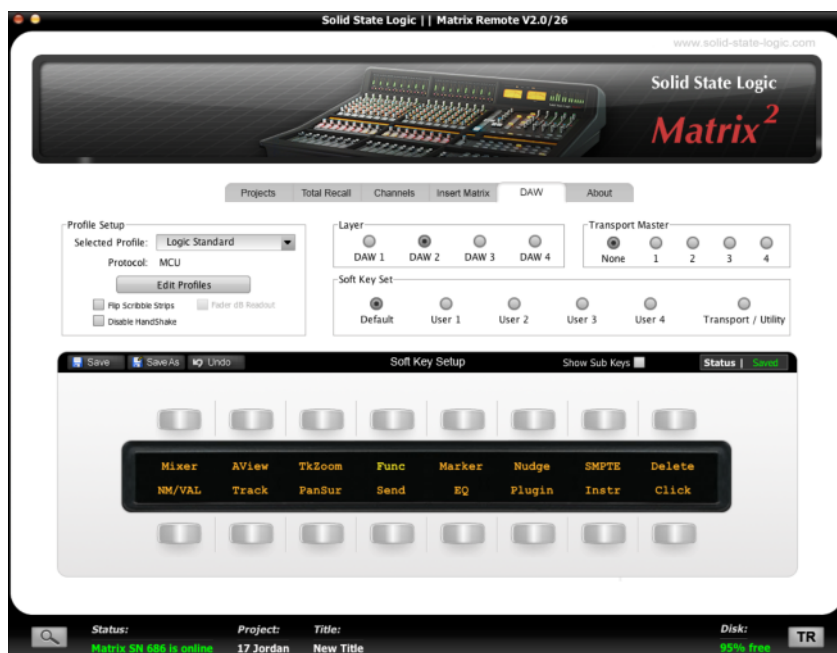 Solid State Logic || Matrix Remote V2.0/26
www.solid-state-logic.com
Solid State Logic
Matrix²
Projects Total Recall Channels Insert Matrix DAW About
Profile Setup
Selected Profile: Logic Standard
Protocol: MCU
Edit Profiles
Flip Scribble Strips Fader dB Readout
Disable HandShake
Layer
DAW 1 DAW 2 DAW 3 DAW 4
Transport Master
None 1 2 3 4
Soft Key Set
Default User 1 User 2 User 3 User 4 Transport / Utility
Save Save As Undo Soft Key Setup Show Sub Keys Status | Saved
Mixer AView TkZoom Func Marker Nudge SMPTE Delete
NM/VAL Track PanSur Send EQ Plugin Instr Click
Status: Project: Title: Disk:
Matrix SN 686 is online 17 Jordan New Title 95% free
TR